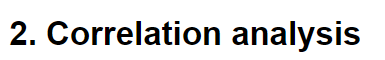 2. Correlation analysis